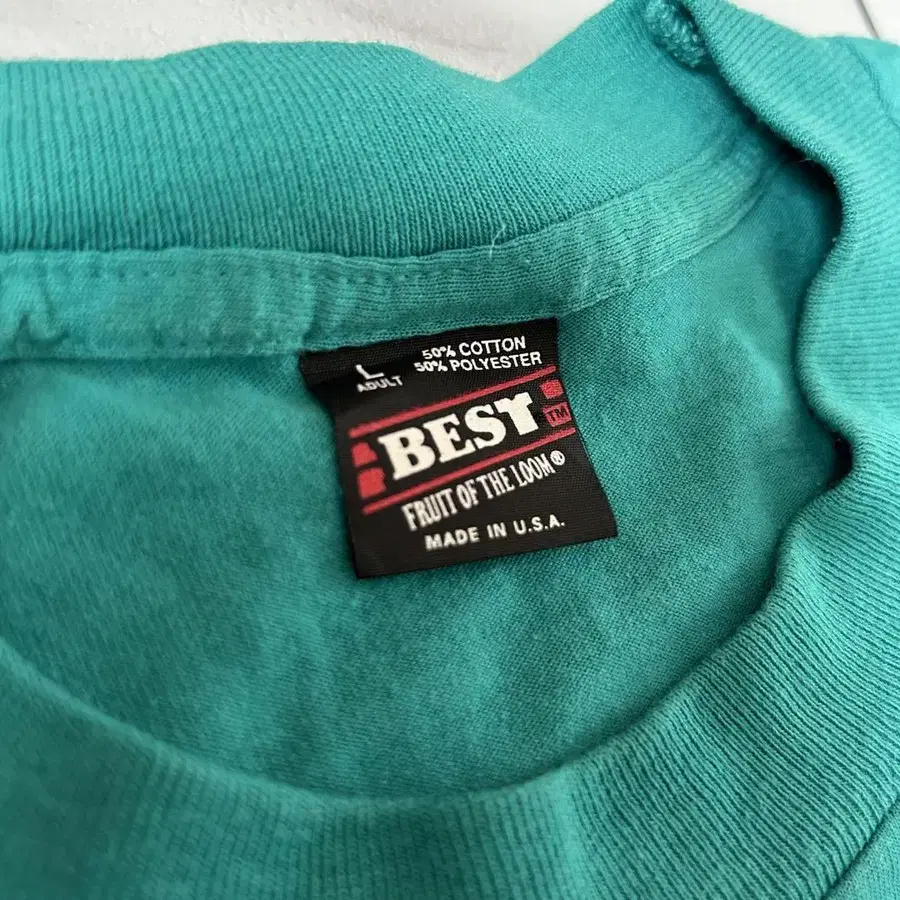 L 50% COTTON
ADULT 50% POLYESTER
BEST TM
FRUIT OF THE LOOM®
MADE IN U.S.A.